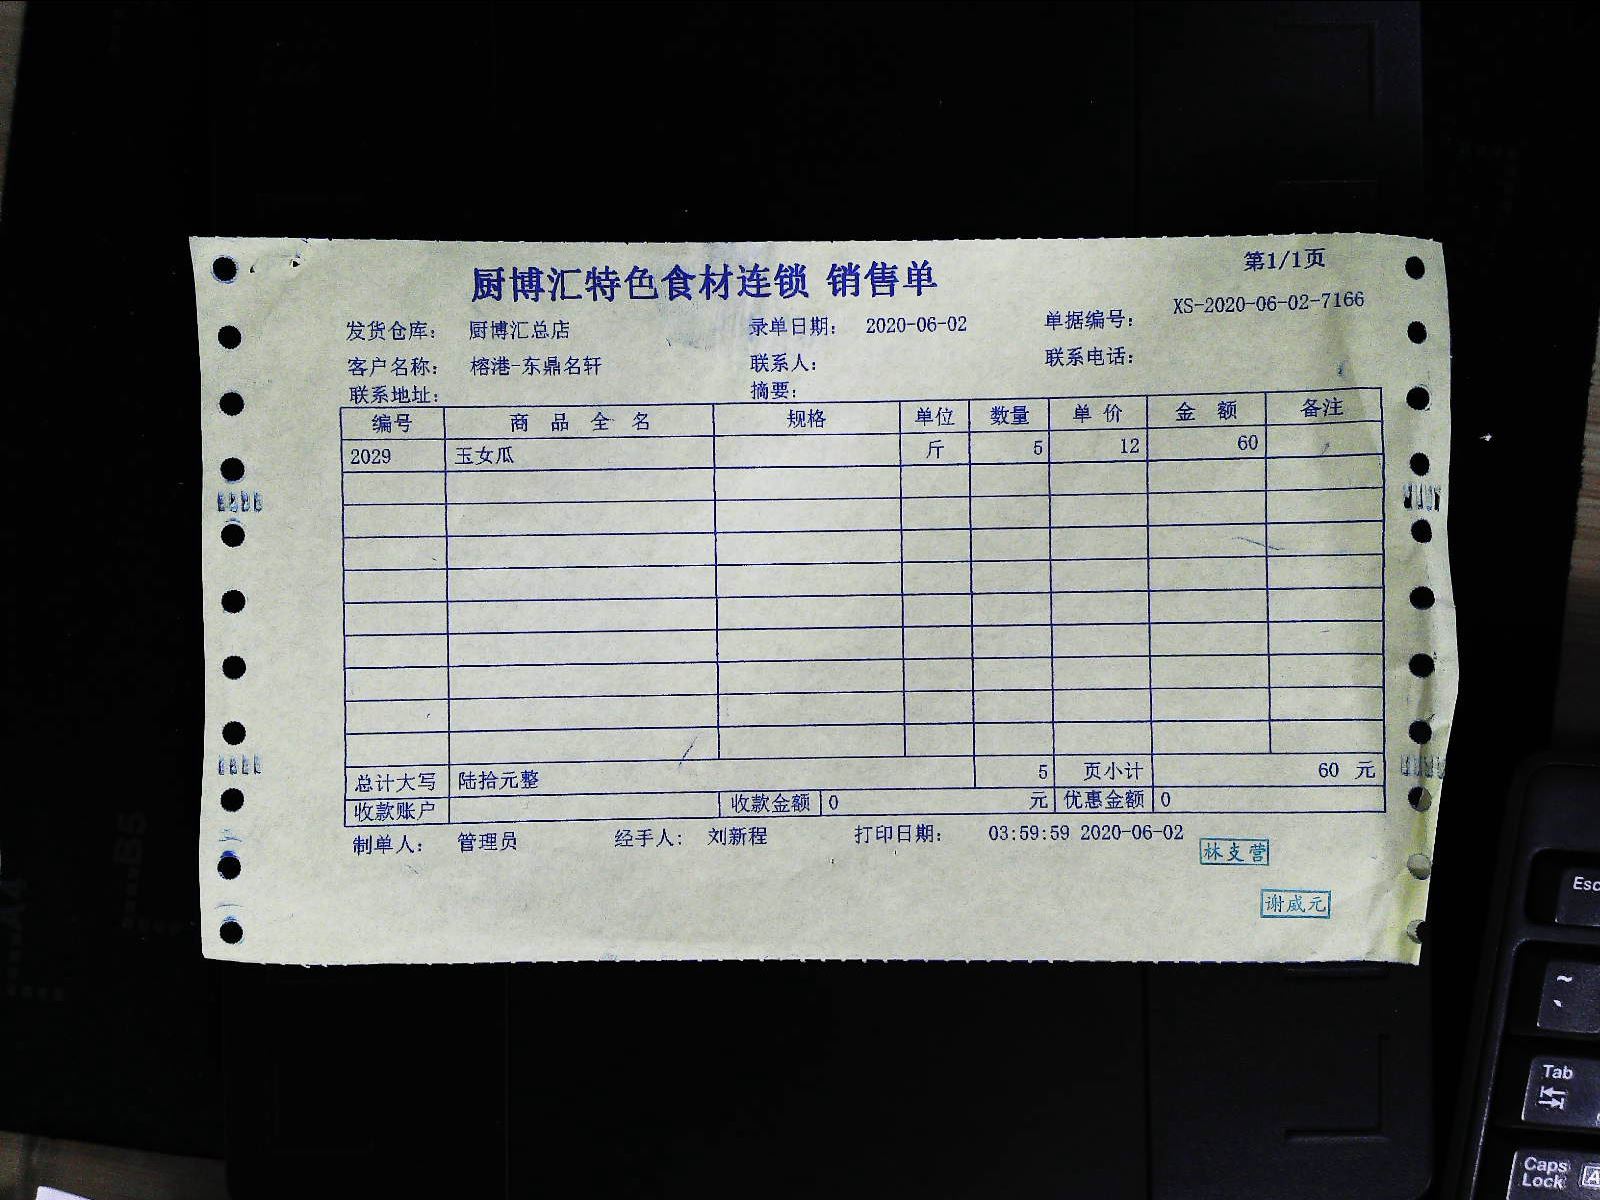 第1/1页
厨博汇特色食材连锁 销售单
XS-2020-06-02-7166
发货仓库： 厨博汇总店 录单日期： 2020-06-02 单据编号：
客户名称： 榕港-东鼎名轩 联系人： 联系电话：
联系地址： 摘要：
编号 商品全名 规格 单位 数量 单价 金额 备注
2029 玉女瓜 斤 5 12 60
总计大写 陆拾元整 5 页小计 60 元
收款账户 收款金额 0 元 优惠金额 0
制单人： 管理员 经手人： 刘新程 打印日期： 03:59:59 2020-06-02
林支营
谢威元
Esc
~
Tab
Caps
Lock
A